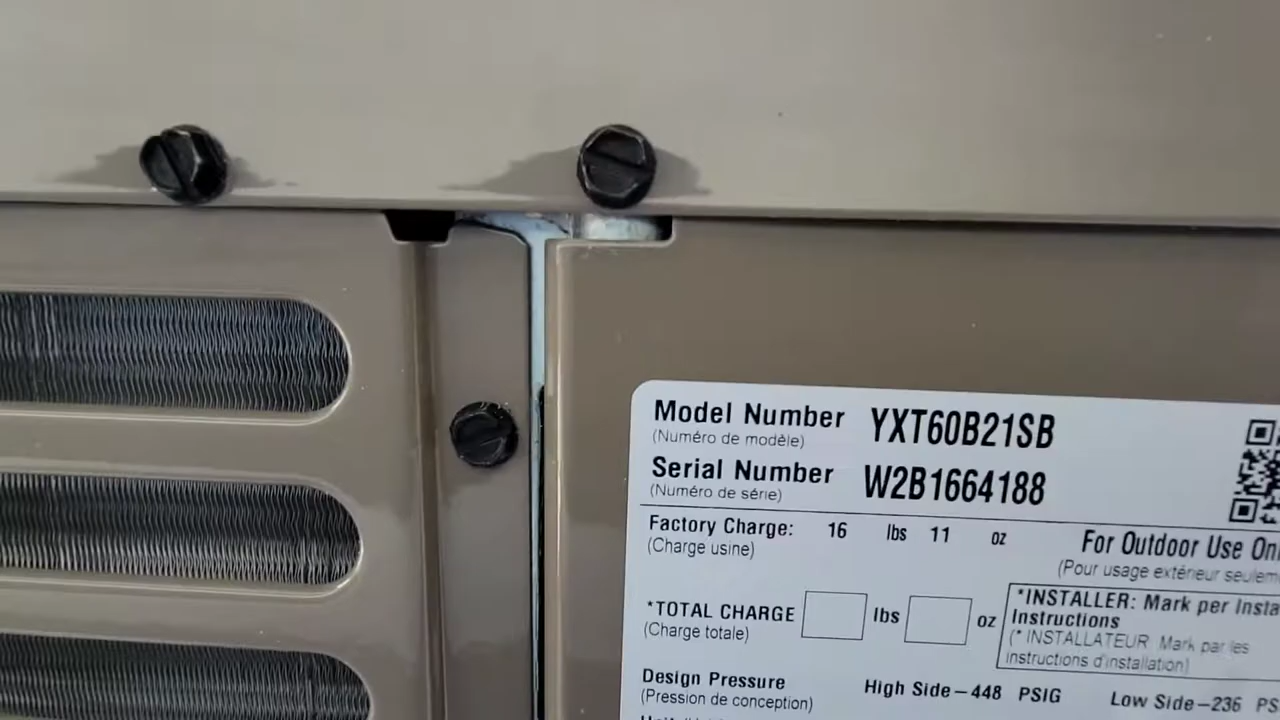 Model Number YXT60B21SB
(Numéro de modèle)
Serial Number W2B1664188
(Numéro de série)
Factory Charge: 16 lbs 11 oz
(Charge usine)
For Outdoor Use Onl
(Pour usage extérieur seulem
*TOTAL CHARGE lbs oz
(Charge totale)
*INSTALLER: Mark per Insta
Instructions
(* INSTALLATEUR Mark par les
instructions d'installation)
Design Pressure High Side-448 PSIG Low Side-236 PS
(Pression de conception)